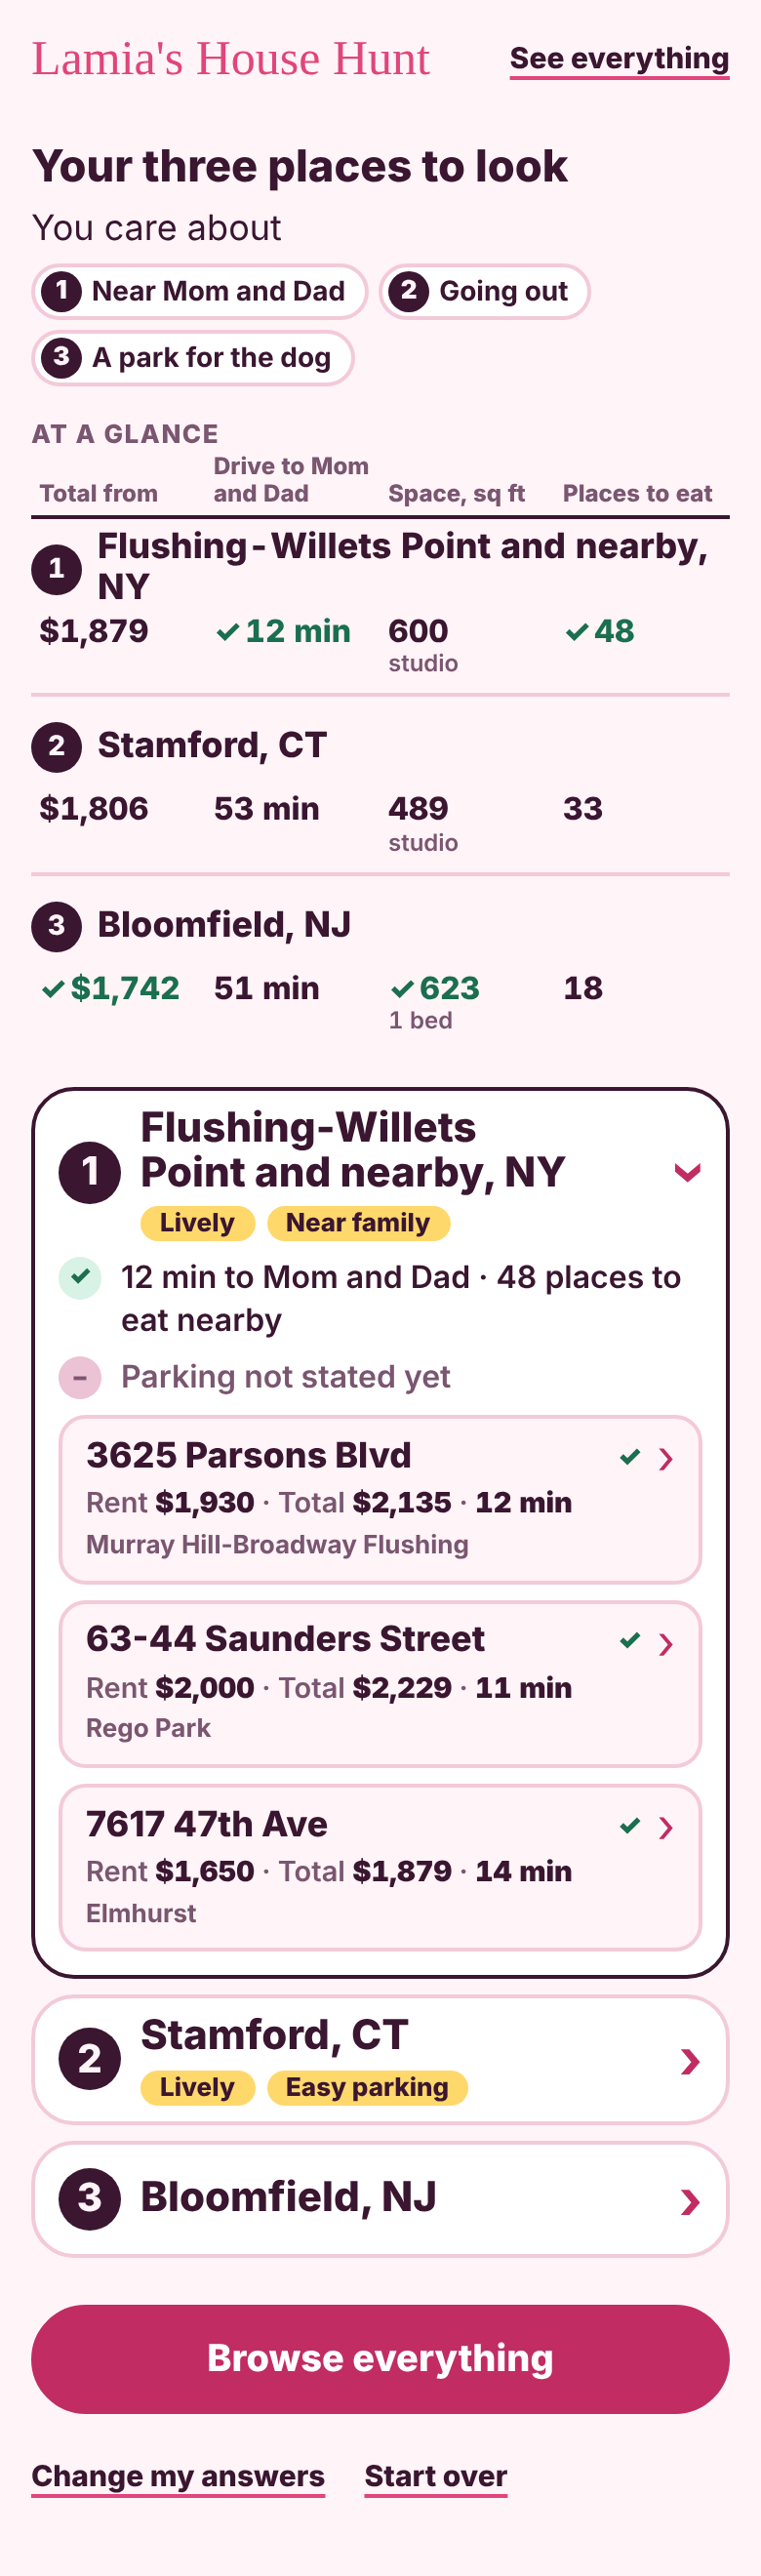 Lamia's House Hunt
See everything
Your three places to look
You care about
1 Near Mom and Dad
2 Going out
3 A park for the dog
AT A GLANCE
Total from
Drive to Mom
and Dad
Space, sq ft
Places to eat
1 Flushing-Willets Point and nearby,
NY
$1,879
12 min
600
studio
48
2 Stamford, CT
$1,806
53 min
489
studio
33
3 Bloomfield, NJ
$1,742
51 min
623
1 bed
18
1 Flushing-Willets
Point and nearby, NY
Lively
Near family
12 min to Mom and Dad · 48 places to
eat nearby
Parking not stated yet
3625 Parsons Blvd
Rent $1,930 · Total $2,135 · 12 min
Murray Hill-Broadway Flushing
63-44 Saunders Street
Rent $2,000 · Total $2,229 · 11 min
Rego Park
7617 47th Ave
Rent $1,650 · Total $1,879 · 14 min
Elmhurst
2 Stamford, CT
Lively
Easy parking
3 Bloomfield, NJ
Browse everything
Change my answers
Start over